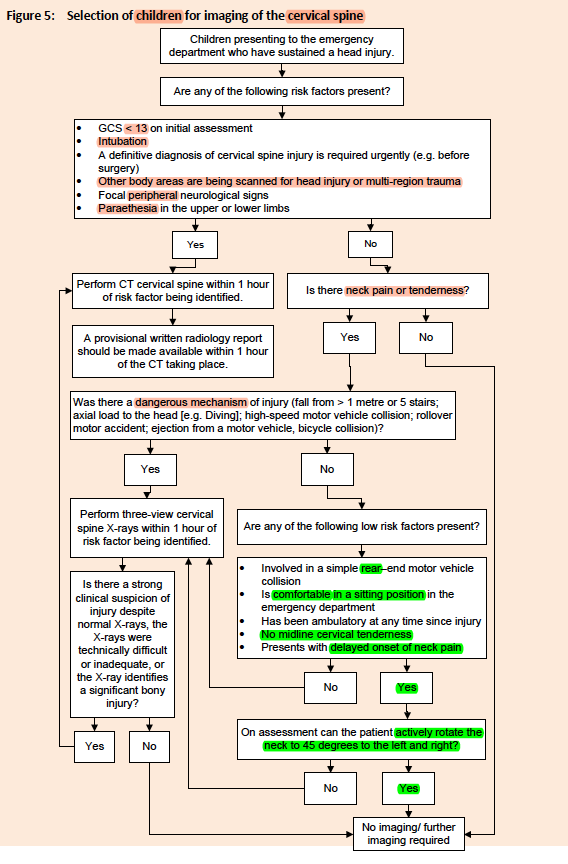 Figure 5: Selection of children for imaging of the cervical spine
Children presenting to the emergency
department who have sustained a head injury.
Are any of the following risk factors present?
• GCS < 13 on initial assessment
• Intubation
• A definitive diagnosis of cervical spine injury is required urgently (e.g. before
surgery)
• Other body areas are being scanned for head injury or multi-region trauma
• Focal peripheral neurological signs
• Paraethesia in the upper or lower limbs
Yes
No
Perform CT cervical spine within 1 hour
of risk factor being identified.
Is there neck pain or tenderness?
A provisional written radiology report
should be made available within 1 hour
of the CT taking place.
Yes
No
Was there a dangerous mechanism of injury (fall from > 1 metre or 5 stairs;
axial load to the head [e.g. Diving]; high-speed motor vehicle collision; rollover
motor accident; ejection from a motor vehicle, bicycle collision)?
Yes
No
Perform three-view cervical
spine X-rays within 1 hour of
risk factor being identified.
Are any of the following low risk factors present?
• Involved in a simple rear–end motor vehicle
collision
• Is comfortable in a sitting position in the
emergency department
• Has been ambulatory at any time since injury
• No midline cervical tenderness
• Presents with delayed onset of neck pain
Is there a strong
clinical suspicion of
injury despite
normal X-rays, the
X-rays were
technically difficult
or inadequate, or
the X-ray identifies
a significant bony
injury?
No
Yes
On assessment can the patient actively rotate the
neck to 45 degrees to the left and right?
Yes
No
No
Yes
No imaging/ further
imaging required